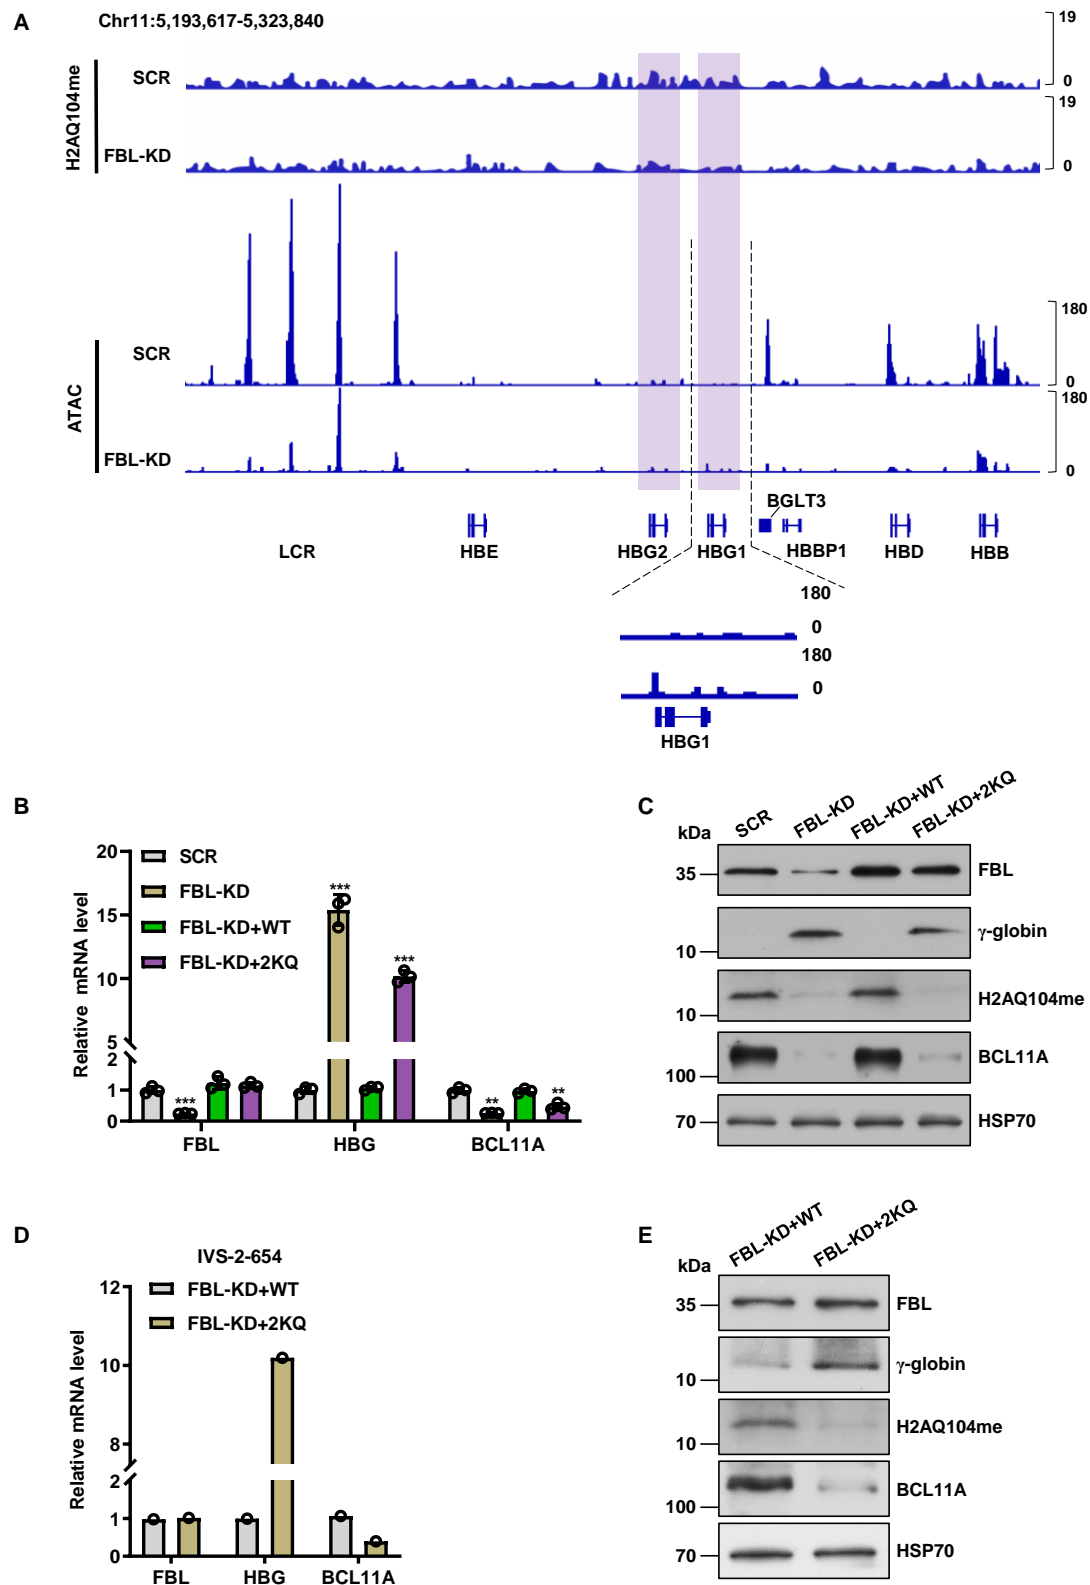 A
Chr11:5,193,617-5,323,840
19
H2AQ104me
SCR
0
19
FBL-KD
0
180
ATAC
SCR
0
180
FBL-KD
0
BGLT3
LCR
HBE
HBG2
HBG1
HBBP1
HBD
HBB
180
0
180
0
HBG1
B
Relative mRNA level
20
15
10
5
2
1
0
SCR
FBL-KD
FBL-KD+WT
FBL-KD+2KQ
***
***
***
**
**
FBL
HBG
BCL11A
C
kDa
SCR
FBL-KD
FBL-KD+WT
FBL-KD+2KQ
35
FBL
γ-globin
10
H2AQ104me
10
BCL11A
100
70
HSP70
D
IVS-2-654
Relative mRNA level
12
10
8
2
1
0
FBL-KD+WT
FBL-KD+2KQ
FBL
HBG
BCL11A
E
kDa
FBL-KD+WT
FBL-KD+2KQ
35
FBL
γ-globin
10
H2AQ104me
10
BCL11A
100
70
HSP70